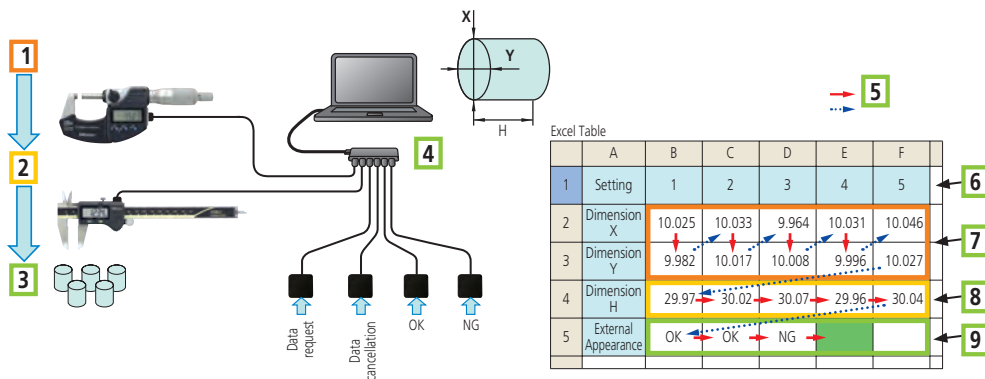 1
2
3
4
X
Y
H
5
Data request
Data cancellation
OK
NG
Excel Table
A B C D E F
1 Setting 1 2 3 4 5
6
2 Dimension X 10.025 10.033 9.964 10.031 10.046
7
3 Dimension Y 9.982 10.017 10.008 9.996 10.027
4 Dimension H 29.97 30.02 30.07 29.96 30.04
8
5 External Appearance OK OK NG
9